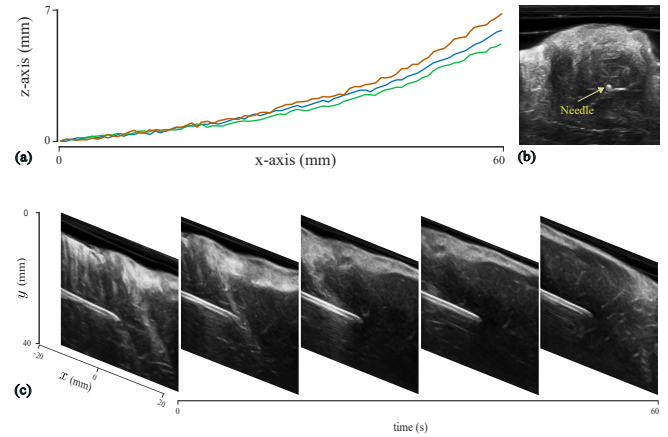 7
z-axis (mm)
0
(a)
0
x-axis (mm)
60
Needle
(b)
0
y (mm)
40
-20
x (mm)
0
20
(c)
0
time (s)
60